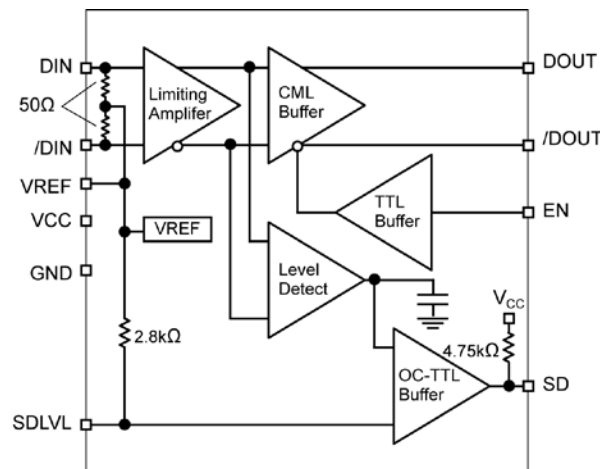 DIN
50Ω
/DIN
VREF
VCC
GND
SDLVL
Limiting
Amplifer
CML
Buffer
DOUT
/DOUT
TTL
Buffer
EN
VREF
Level
Detect
2.8kΩ
VCC
4.75kΩ
OC-TTL
Buffer
SD